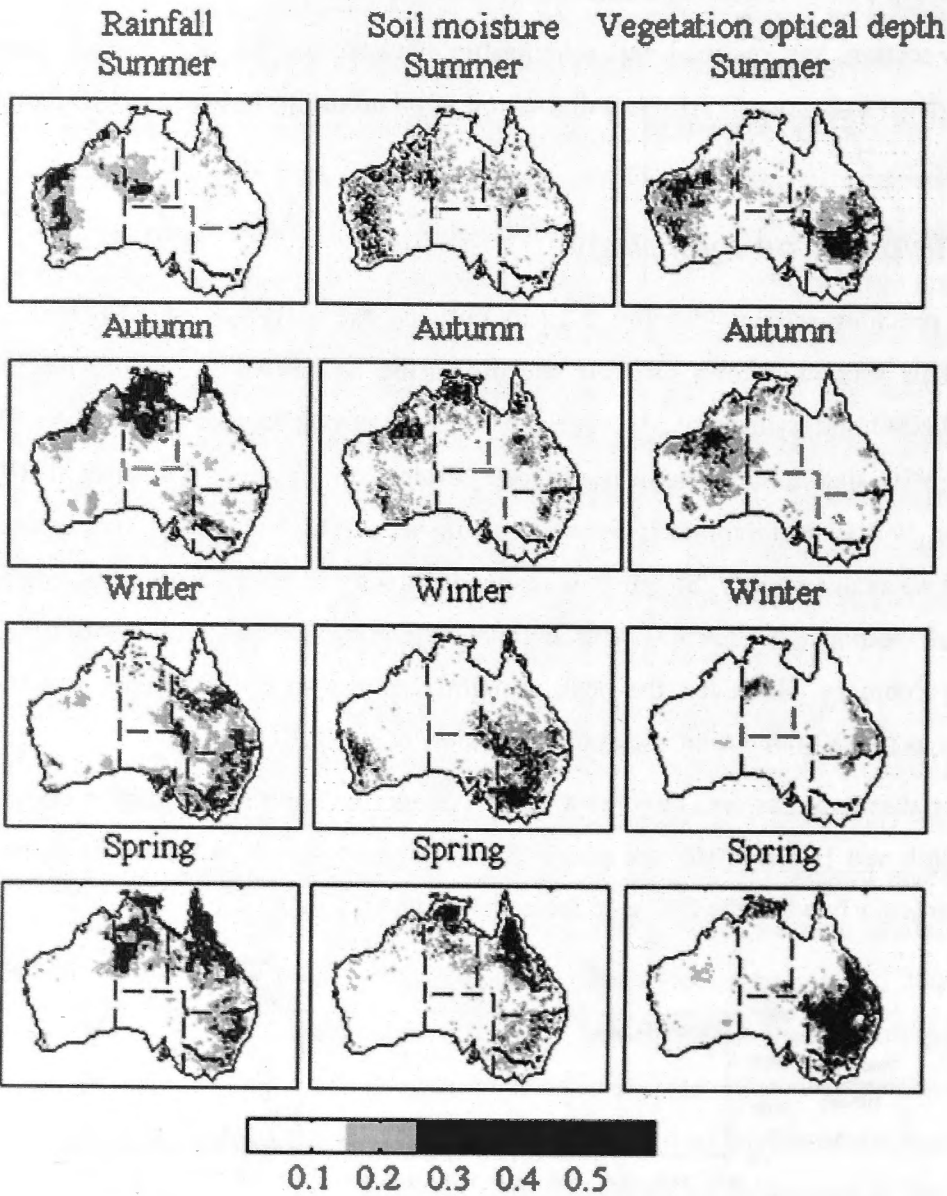 Rainfall Soil moisture Vegetation optical depth
Summer Summer Summer
Autumn Autumn Autumn
Winter Winter Winter
Spring Spring Spring
0.1 0.2 0.3 0.4 0.5